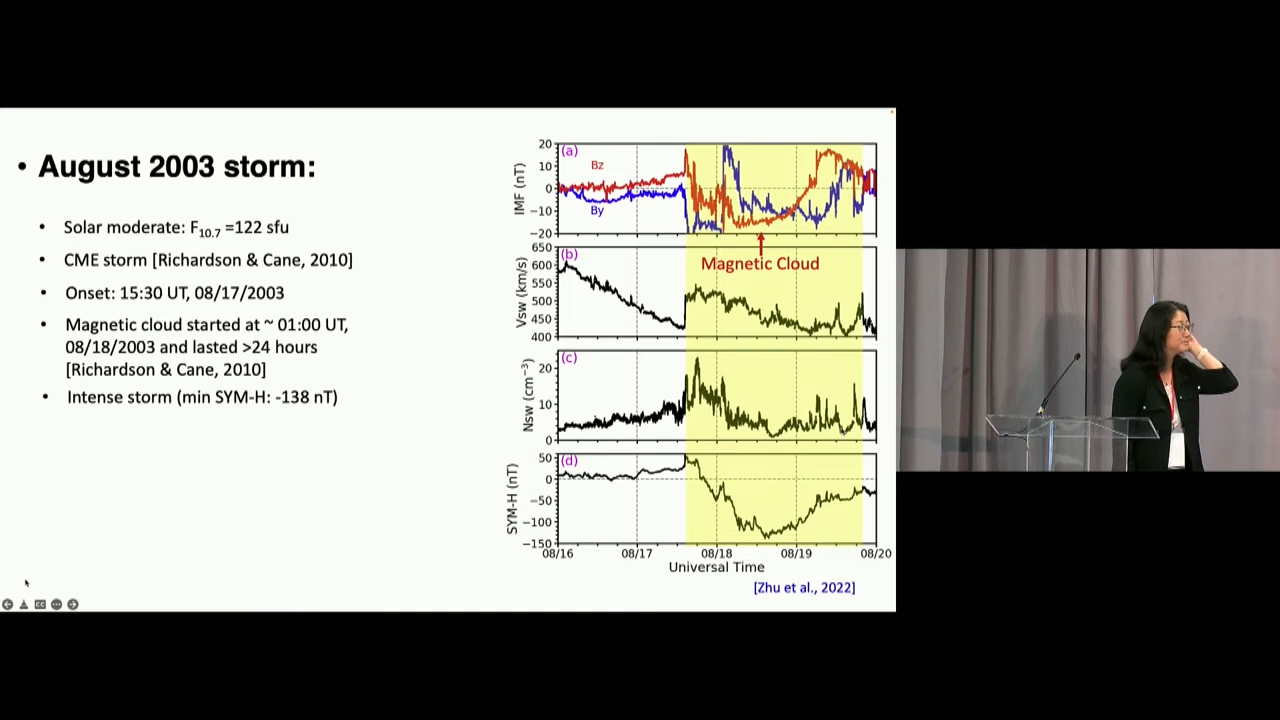 • August 2003 storm:
• Solar moderate: F10.7 =122 sfu
• CME storm [Richardson & Cane, 2010]
• Onset: 15:30 UT, 08/17/2003
• Magnetic cloud started at ~ 01:00 UT,
08/18/2003 and lasted >24 hours
[Richardson & Cane, 2010]
• Intense storm (min SYM-H: -138 nT)
(a)
Bz
By
IMF (nT)
20
10
0
−10
−20
Magnetic Cloud
(b)
Vsw (km/s)
650
600
550
500
450
400
(c)
Nsw (cm⁻³)
20
10
0
(d)
SYM-H (nT)
50
0
−50
−100
−150
08/16 08/17 08/18 08/19 08/20
Universal Time
[Zhu et al., 2022]